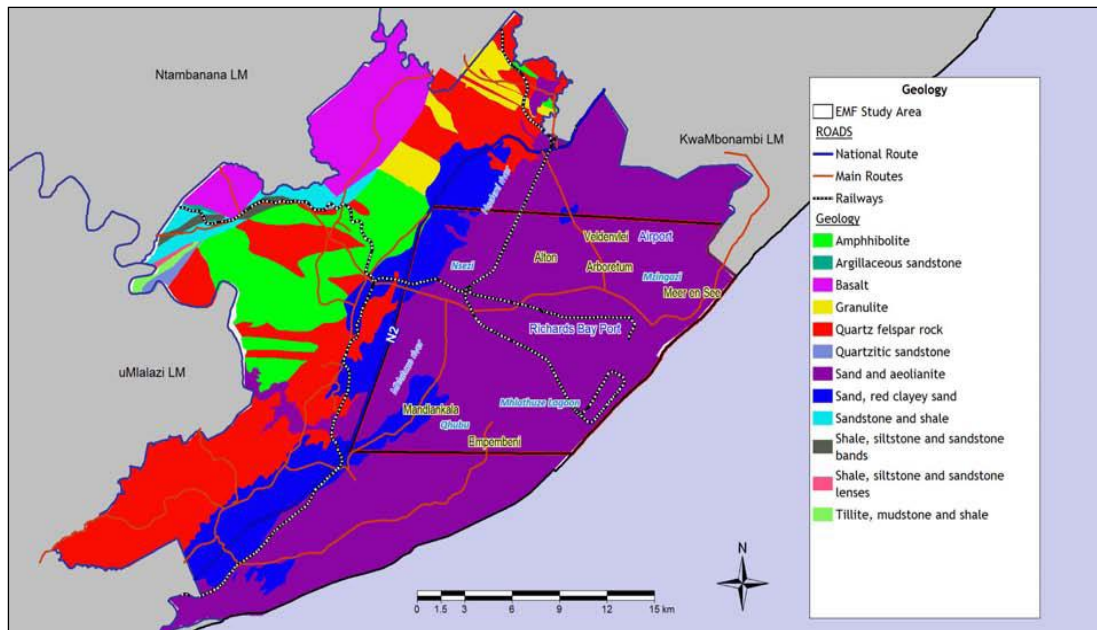 Ntambanana LM
KwaMbonambi LM
uMlalazi LM
Nsezi
Veldenvlei
Airport
Alton
Arboretum
Mzingazi
Meer en See
Richards Bay Port
N2
Mandlankala
Qhubu
Mhlathuze Lagoon
Empembeni
N
0 1.5 3 6 9 12 15 km
Geology
EMF Study Area
ROADS
National Route
Main Routes
Railways
Geology
Amphhibolite
Argillaceous sandstone
Basalt
Granulite
Quartz felspar rock
Quartzitic sandstone
Sand and aeolianite
Sand, red clayey sand
Sandstone and shale
Shale, siltstone and sandstone
bands
Shale, siltstone and sandstone
lenses
Tillite, mudstone and shale